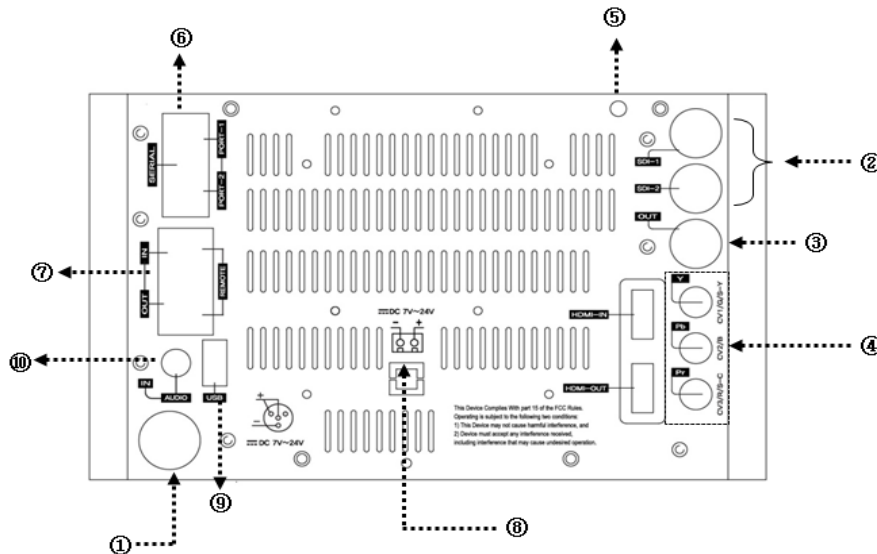 ⑥
⑤
SERIAL
PORT-1
PORT-2
SDI-1
SDI-2
②
OUT
③
⑦
IN
OUT
REMOTE
⎓DC 7V～24V
- +
HDMI-IN
HDMI-OUT
Y
CV1/G/S-Y
Pb
CV2/B
Pr
CV3/R/S-C
④
⑩
IN
AUDIO
USB
+
-
⎓DC 7V～24V
This Device Complies With part 15 of the FCC Rules.
Operating is subject to the following two conditions:
1) This Device may not cause harmful interference, and
2) Device must accept any interference received,
including interference that may cause undesired operation.
①
⑨
⑧